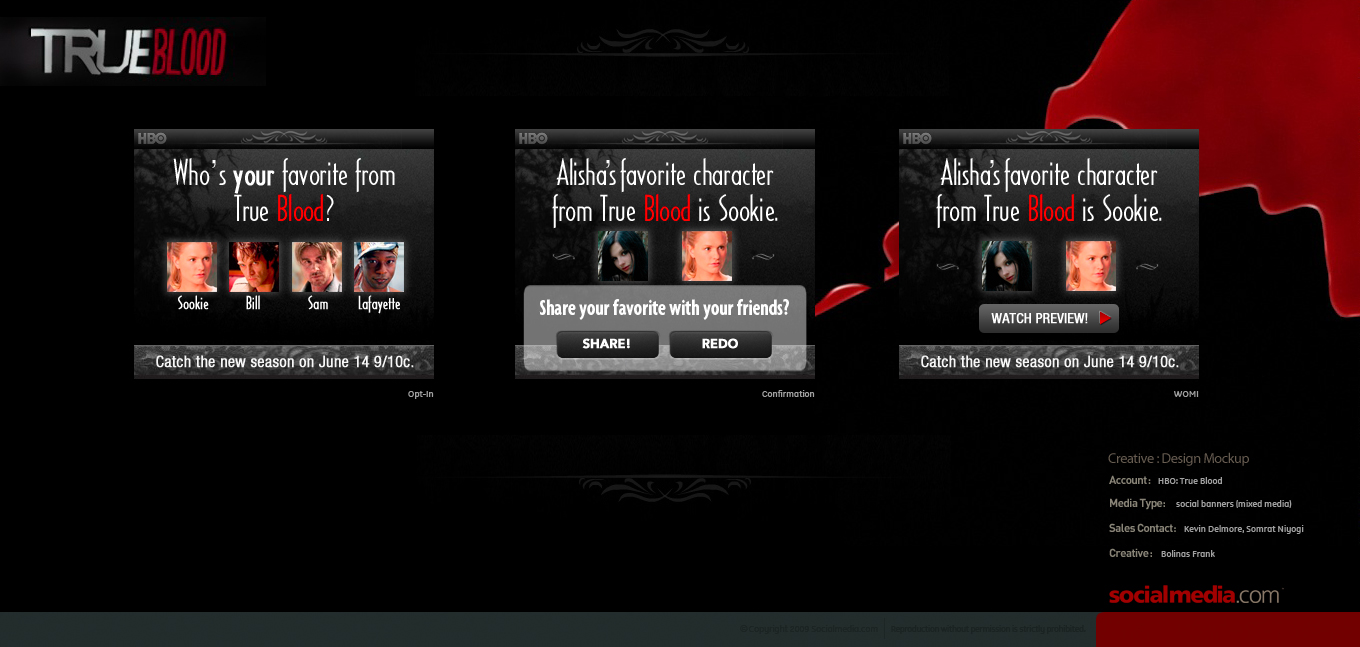 TRUEBLOOD
HBO
Who's your favorite from
True Blood?
Sookie
Bill
Sam
Lafayette
Catch the new season on June 14 9/10c.
Opt-In
HBO
Alisha's favorite character
from True Blood is Sookie.
Share your favorite with your friends?
SHARE!
REDO
Confirmation
HBO
Alisha's favorite character
from True Blood is Sookie.
WATCH PREVIEW!
Catch the new season on June 14 9/10c.
WOMI
Creative : Design Mockup
Account : HBO: True Blood
Media Type: social banners (mixed media)
Sales Contact: Kevin Delmore, Somrat Niyogi
Creative : Bolinas Frank
socialmedia.com
© Copyright 2009 Socialmedia.com | Reproduction without permission is strictly prohibited.